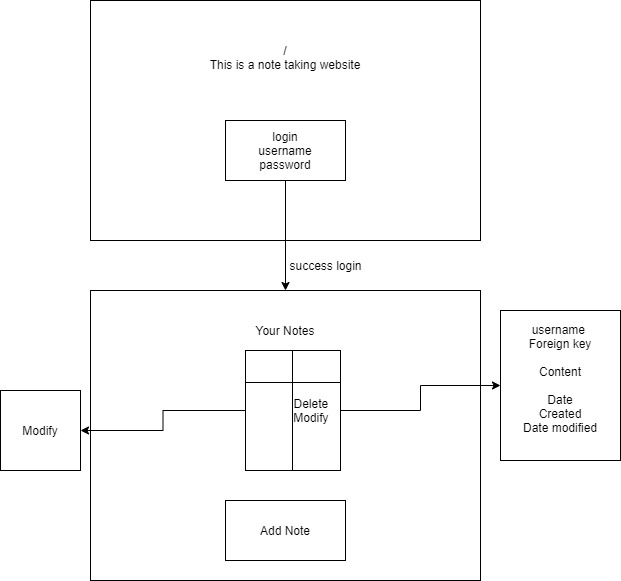 /
This is a note taking website
login
username
password
success login
Your Notes
Delete
Modify
Modify
Add Note
username
Foreign key
Content
Date
Created
Date modified